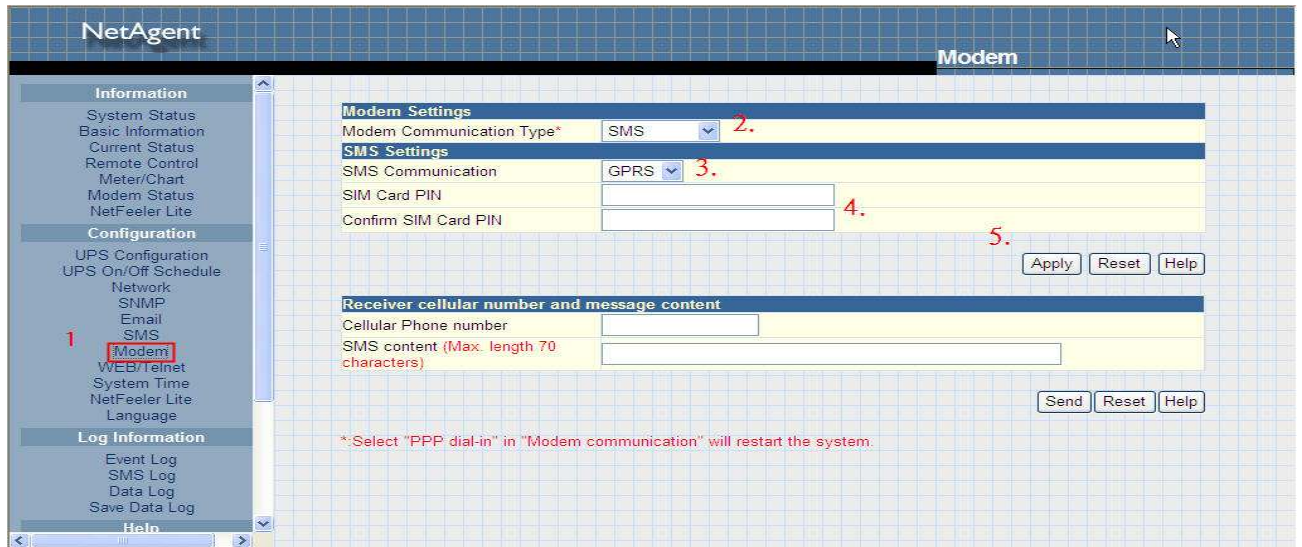 NetAgent
Modem
Information
System Status
Basic Information
Current Status
Remote Control
Meter/Chart
Modem Status
NetFeeler Lite
Configuration
UPS Configuration
UPS On/Off Schedule
Network
SNMP
Email
SMS
1
Modem
WEB/Telnet
System Time
NetFeeler Lite
Language
Log Information
Event Log
SMS Log
Data Log
Save Data Log
Help
Modem Settings
Modem Communication Type* SMS 2.
SMS Settings
SMS Communication GPRS 3.
SIM Card PIN
4.
Confirm SIM Card PIN
5.
Apply Reset Help
Receiver cellular number and message content
Cellular Phone number
SMS content (Max. length 70
characters)
Send Reset Help
*:Select "PPP dial-in" in "Modem communication" will restart the system.